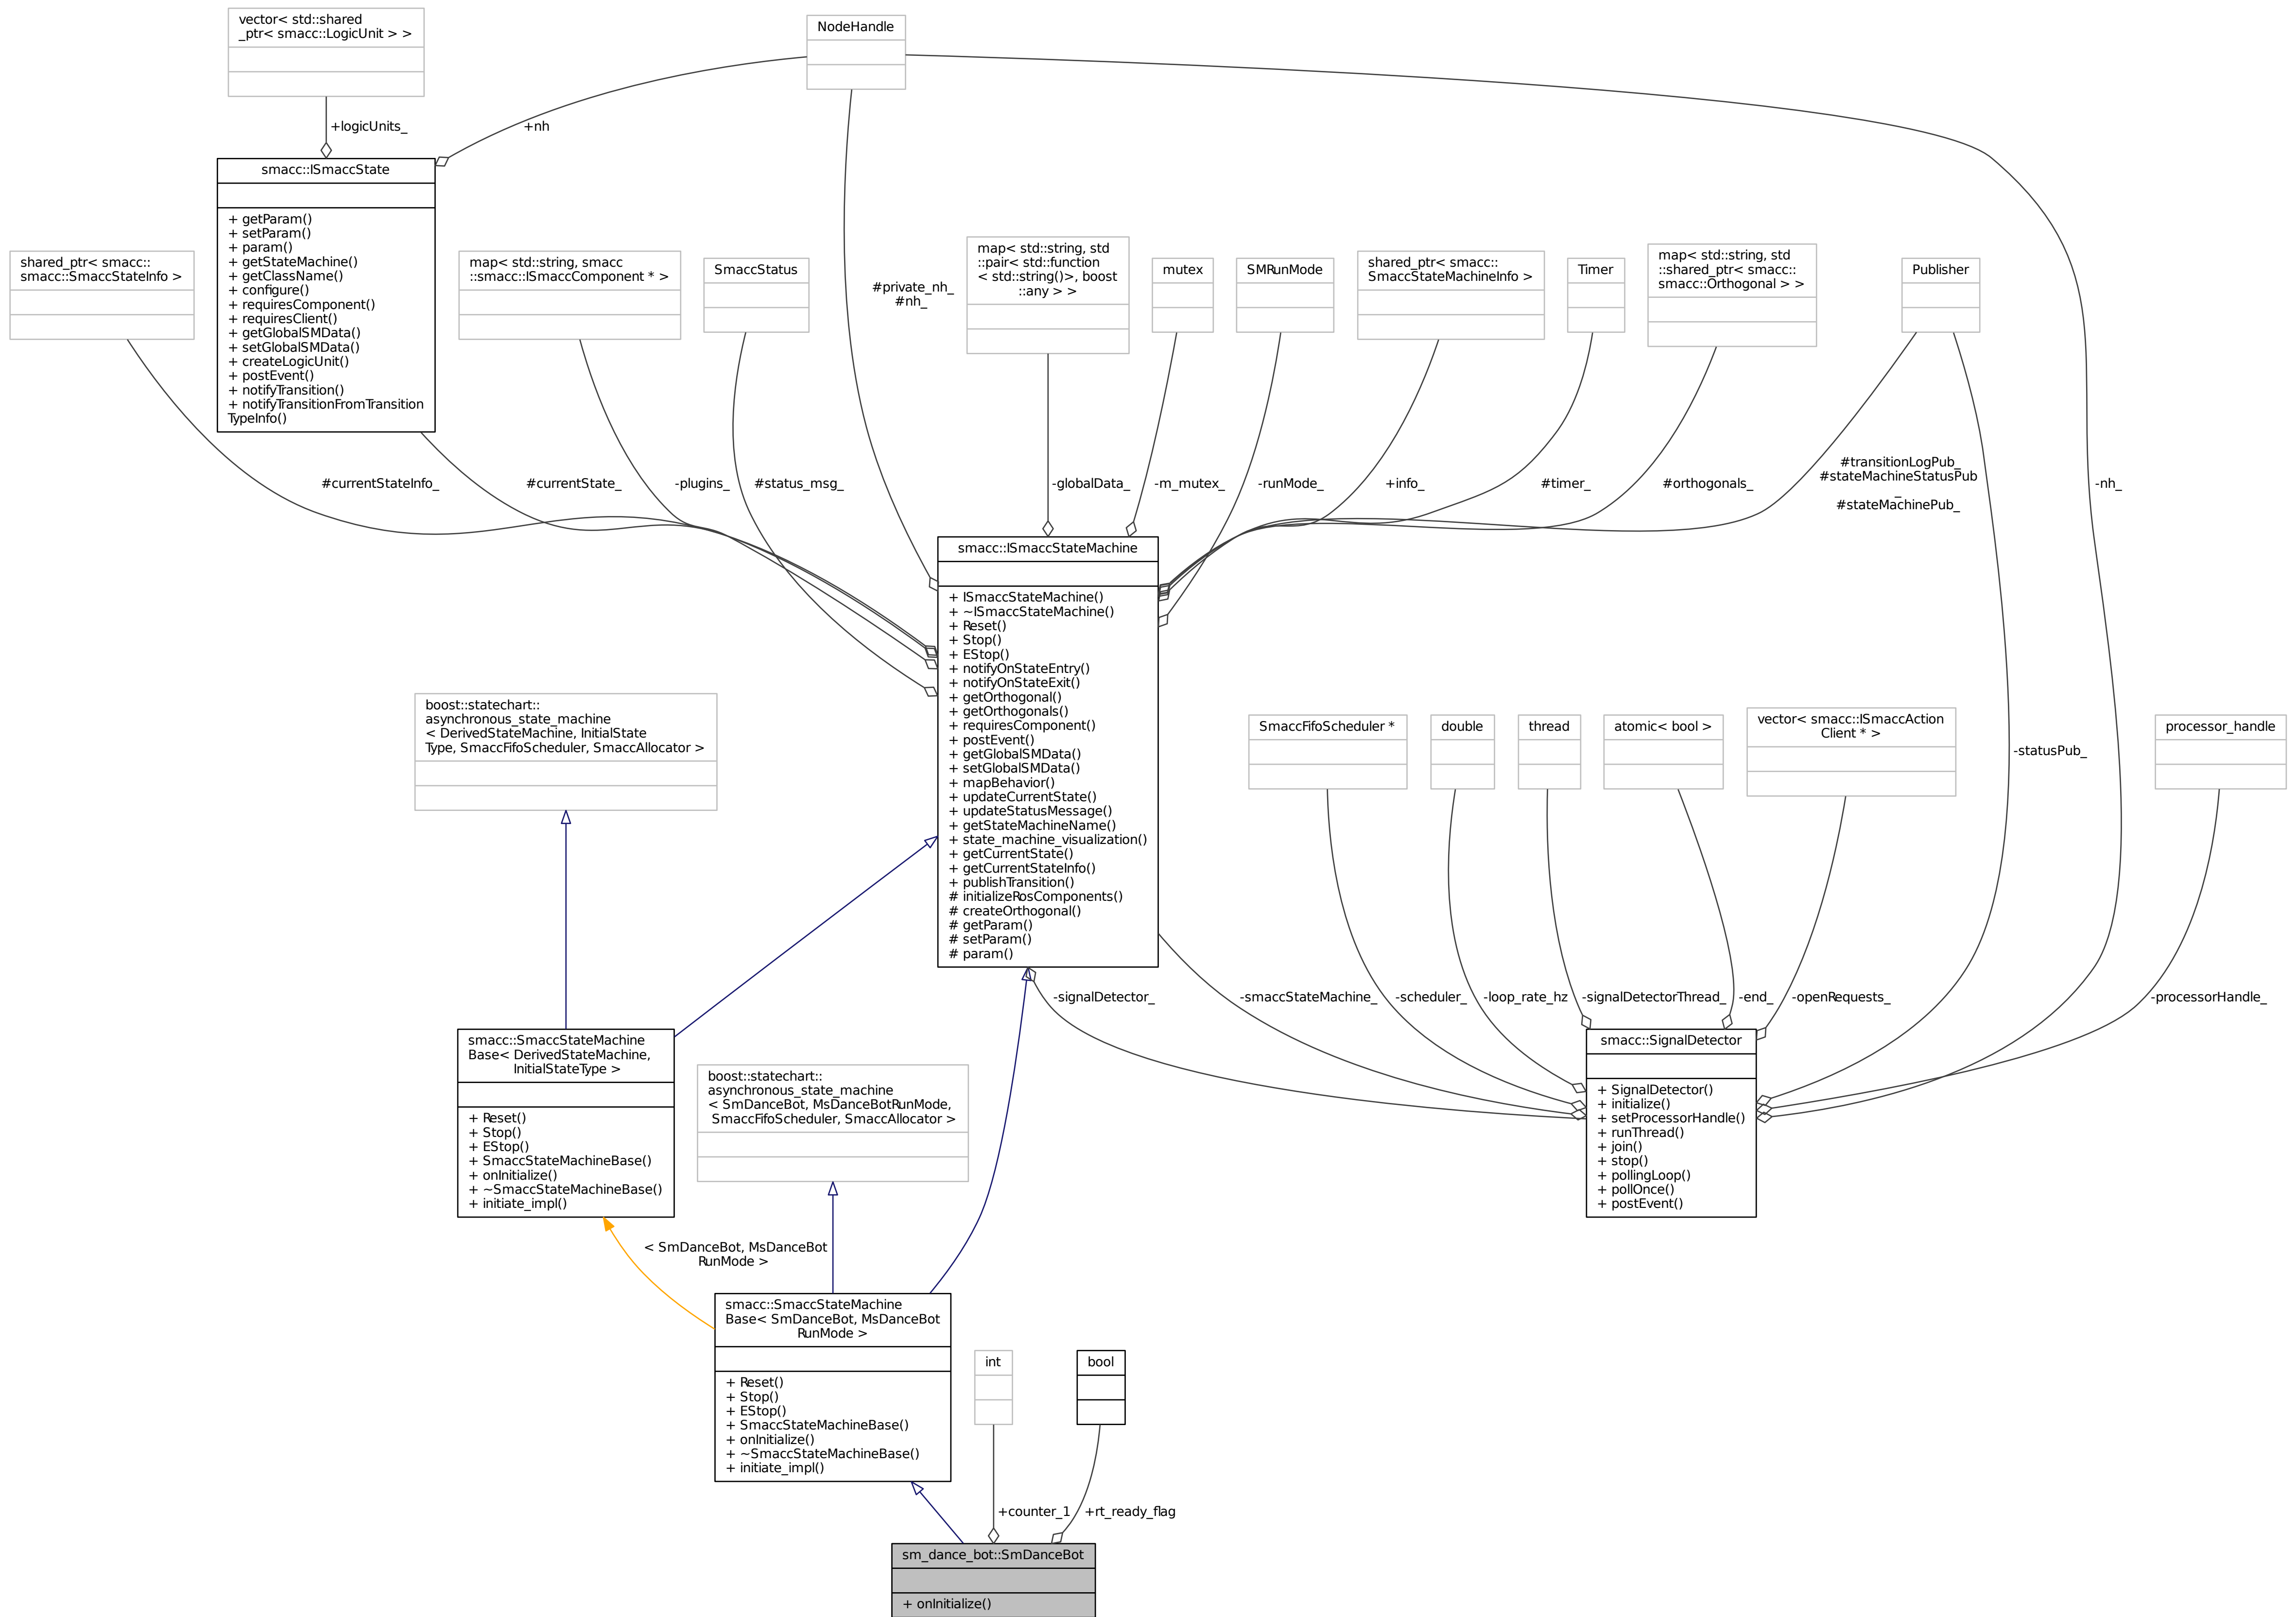 vector< std::shared
_ptr< smacc::LogicUnit > >
NodeHandle
+logicUnits_
+nh
smacc::ISmaccState
+ getParam()
+ setParam()
+ param()
+ getStateMachine()
+ getClassName()
+ configure()
+ requiresComponent()
+ requiresClient()
+ getGlobalSMData()
+ setGlobalSMData()
+ createLogicUnit()
+ postEvent()
+ notifyTransition()
+ notifyTransitionFromTransition
TypeInfo()
shared_ptr< smacc::
smacc::SmaccStateInfo >
map< std::string, smacc
::smacc::ISmaccComponent * >
SmaccStatus
#private_nh_
#nh_
map< std::string, std
::pair< std::function
< std::string()>, boost
::any > >
mutex
SMRunMode
shared_ptr< smacc::
SmaccStateMachineInfo >
Timer
map< std::string, std
::shared_ptr< smacc::
smacc::Orthogonal > >
Publisher
#currentStateInfo_
#currentState_
-plugins_
#status_msg_
-globalData_
-m_mutex_
-runMode_
+info_
#timer_
#orthogonals_
#transitionLogPub_
#stateMachineStatusPub
_
#stateMachinePub_
-nh_
smacc::ISmaccStateMachine
+ ISmaccStateMachine()
+ ~ISmaccStateMachine()
+ Reset()
+ Stop()
+ EStop()
+ notifyOnStateEntry()
+ notifyOnStateExit()
+ getOrthogonal()
+ getOrthogonals()
+ requiresComponent()
+ postEvent()
+ getGlobalSMData()
+ setGlobalSMData()
+ mapBehavior()
+ updateCurrentState()
+ updateStatusMessage()
+ getStateMachineName()
+ state_machine_visualization()
+ getCurrentState()
+ getCurrentStateInfo()
+ publishTransition()
# initializeRosComponents()
# createOrthogonal()
# getParam()
# setParam()
# param()
boost::statechart::
asynchronous_state_machine
< DerivedStateMachine, InitialState
Type, SmaccFifoScheduler, SmaccAllocator >
SmaccFifoScheduler *
double
thread
atomic< bool >
vector< smacc::ISmaccAction
Client * >
-statusPub_
processor_handle
-signalDetector_
-smaccStateMachine_
-scheduler_
-loop_rate_hz
-signalDetectorThread_
-end_
-openRequests_
-processorHandle_
smacc::SmaccStateMachine
Base< DerivedStateMachine,
InitialStateType >
+ Reset()
+ Stop()
+ EStop()
+ SmaccStateMachineBase()
+ onInitialize()
+ ~SmaccStateMachineBase()
+ initiate_impl()
boost::statechart::
asynchronous_state_machine
< SmDanceBot, MsDanceBotRunMode,
SmaccFifoScheduler, SmaccAllocator >
smacc::SignalDetector
+ SignalDetector()
+ initialize()
+ setProcessorHandle()
+ runThread()
+ join()
+ stop()
+ pollingLoop()
+ pollOnce()
+ postEvent()
< SmDanceBot, MsDanceBot
RunMode >
smacc::SmaccStateMachine
Base< SmDanceBot, MsDanceBot
RunMode >
+ Reset()
+ Stop()
+ EStop()
+ SmaccStateMachineBase()
+ onInitialize()
+ ~SmaccStateMachineBase()
+ initiate_impl()
int
bool
+counter_1
+rt_ready_flag
sm_dance_bot::SmDanceBot
+ onInitialize()